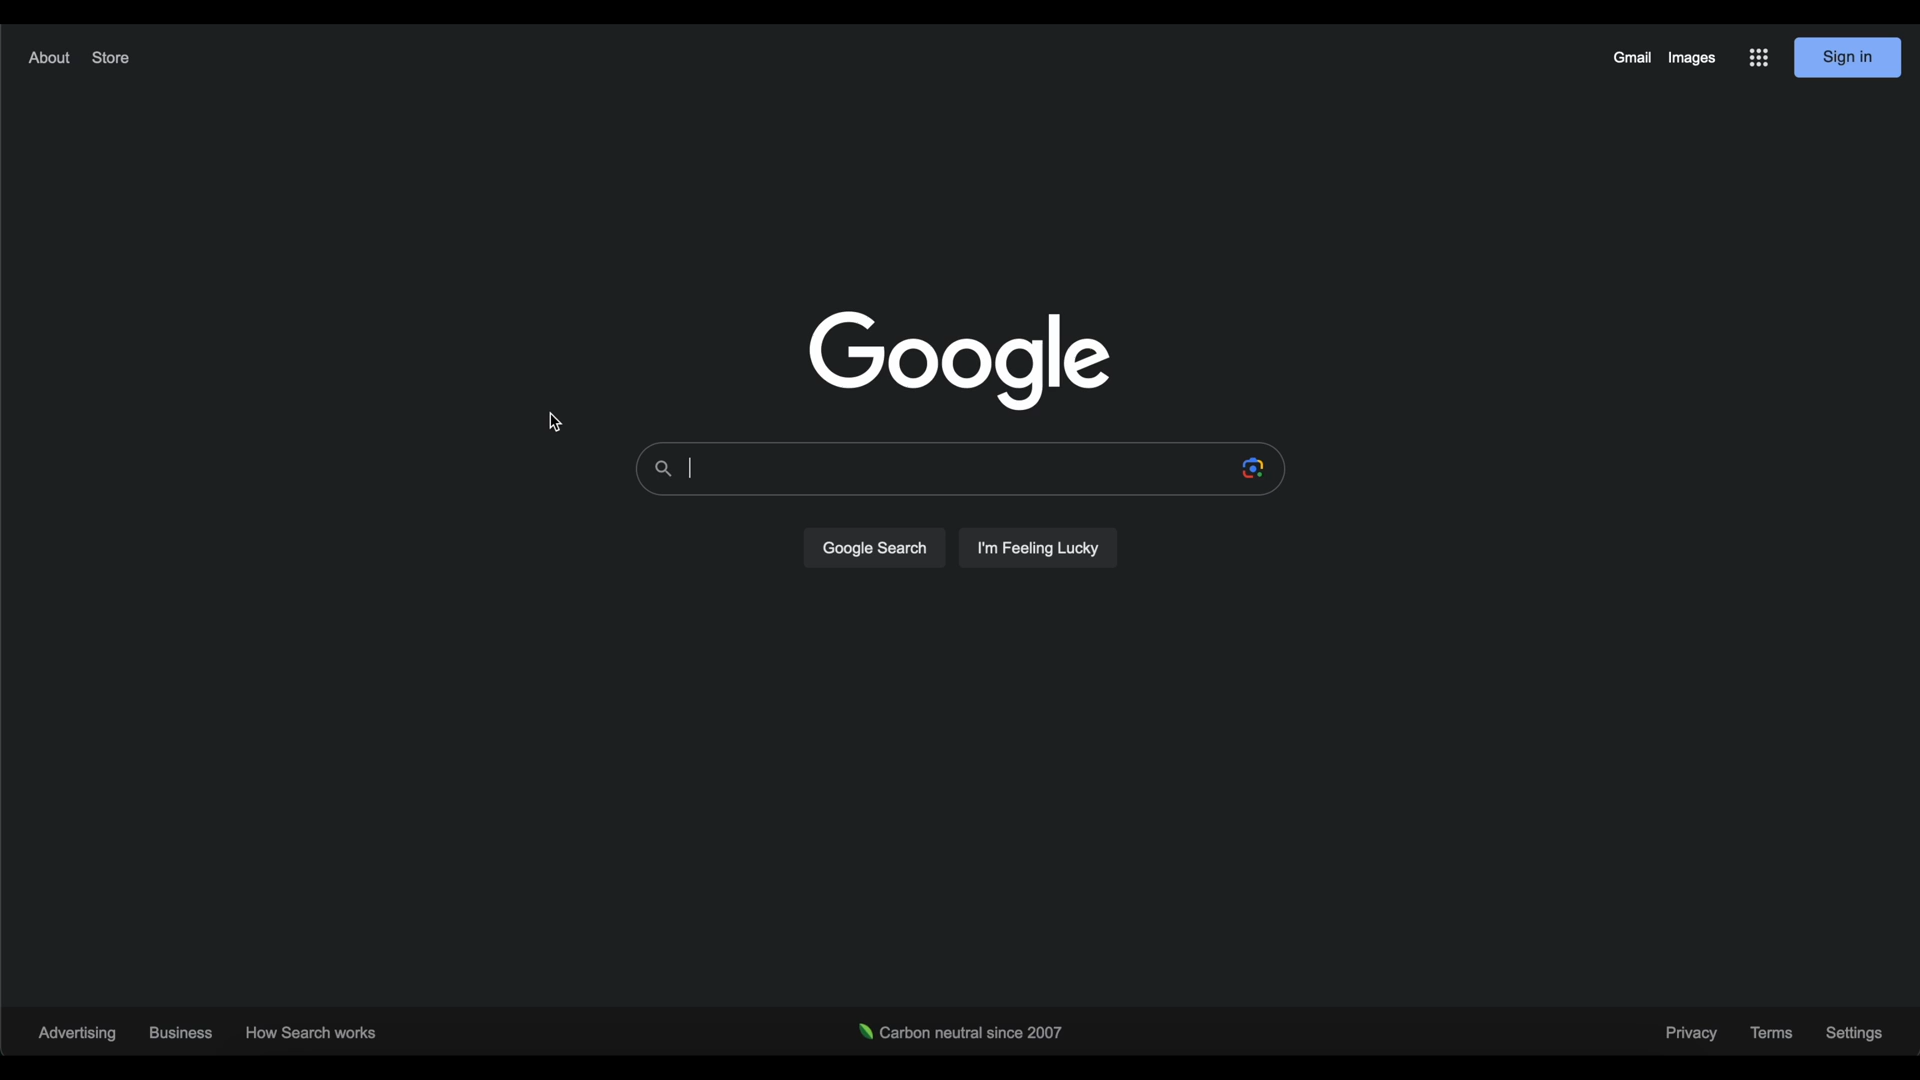 About Store
Gmail Images Sign in
Google
Google Search I'm Feeling Lucky
Advertising Business How Search works Carbon neutral since 2007 Privacy Terms Settings